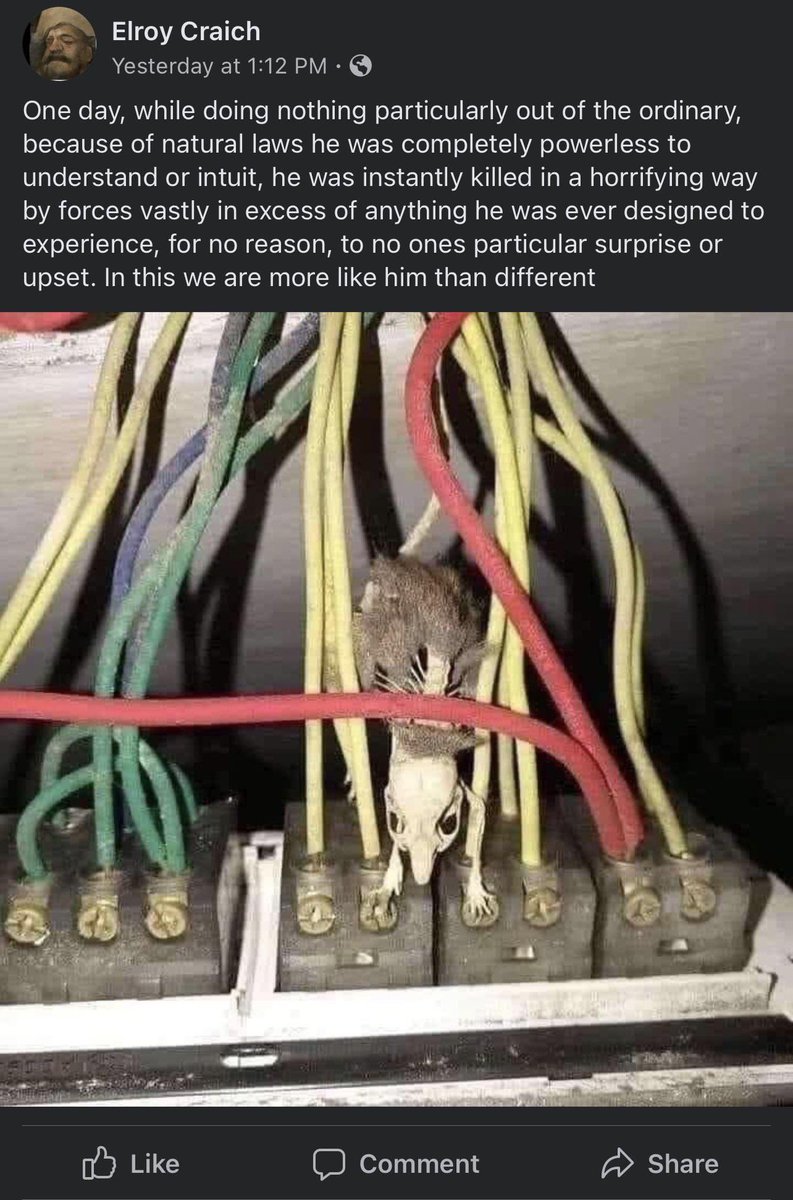 Elroy Craich
Yesterday at 1:12 PM ·
One day, while doing nothing particularly out of the ordinary,
because of natural laws he was completely powerless to
understand or intuit, he was instantly killed in a horrifying way
by forces vastly in excess of anything he was ever designed to
experience, for no reason, to no ones particular surprise or
upset. In this we are more like him than different
Like
Comment
Share